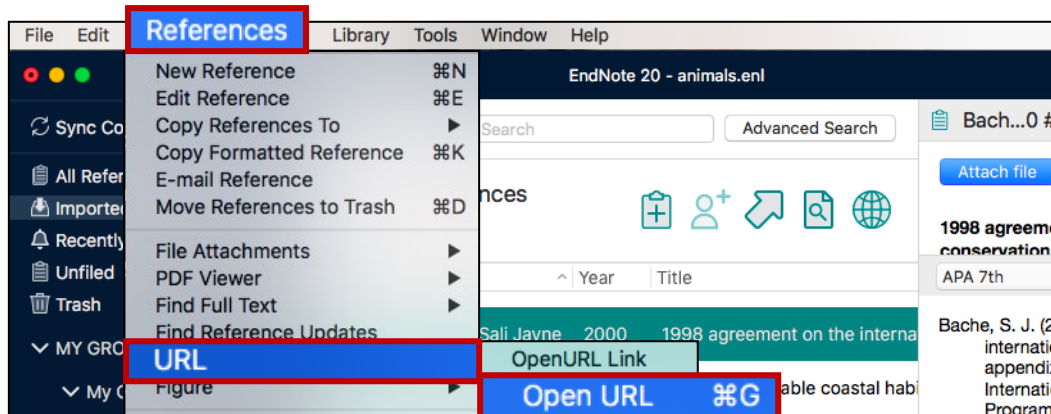 File Edit References Library Tools Window Help
EndNote 20 - animals.enl
New Reference ⌘N
Edit Reference ⌘E
Copy References To ▶
Copy Formatted Reference ⌘K
E-mail Reference
Move References to Trash ⌘D
File Attachments ▶
PDF Viewer ▶
Find Full Text ▶
Find Reference Updates
URL
Figure ▶
OpenURL Link
Open URL ⌘G
Sync Co
All Refer
Imported
Recently
Unfiled
Trash
MY GRO
My
Search
Advanced Search
nces
Year Title
Sali Jayne 2000 1998 agreement on the interna
able coastal habi
Bach...0 #
Attach file
1998 agreeme
conservation
APA 7th
Bache, S. J. (2
internatio
appendix
Internati
Program